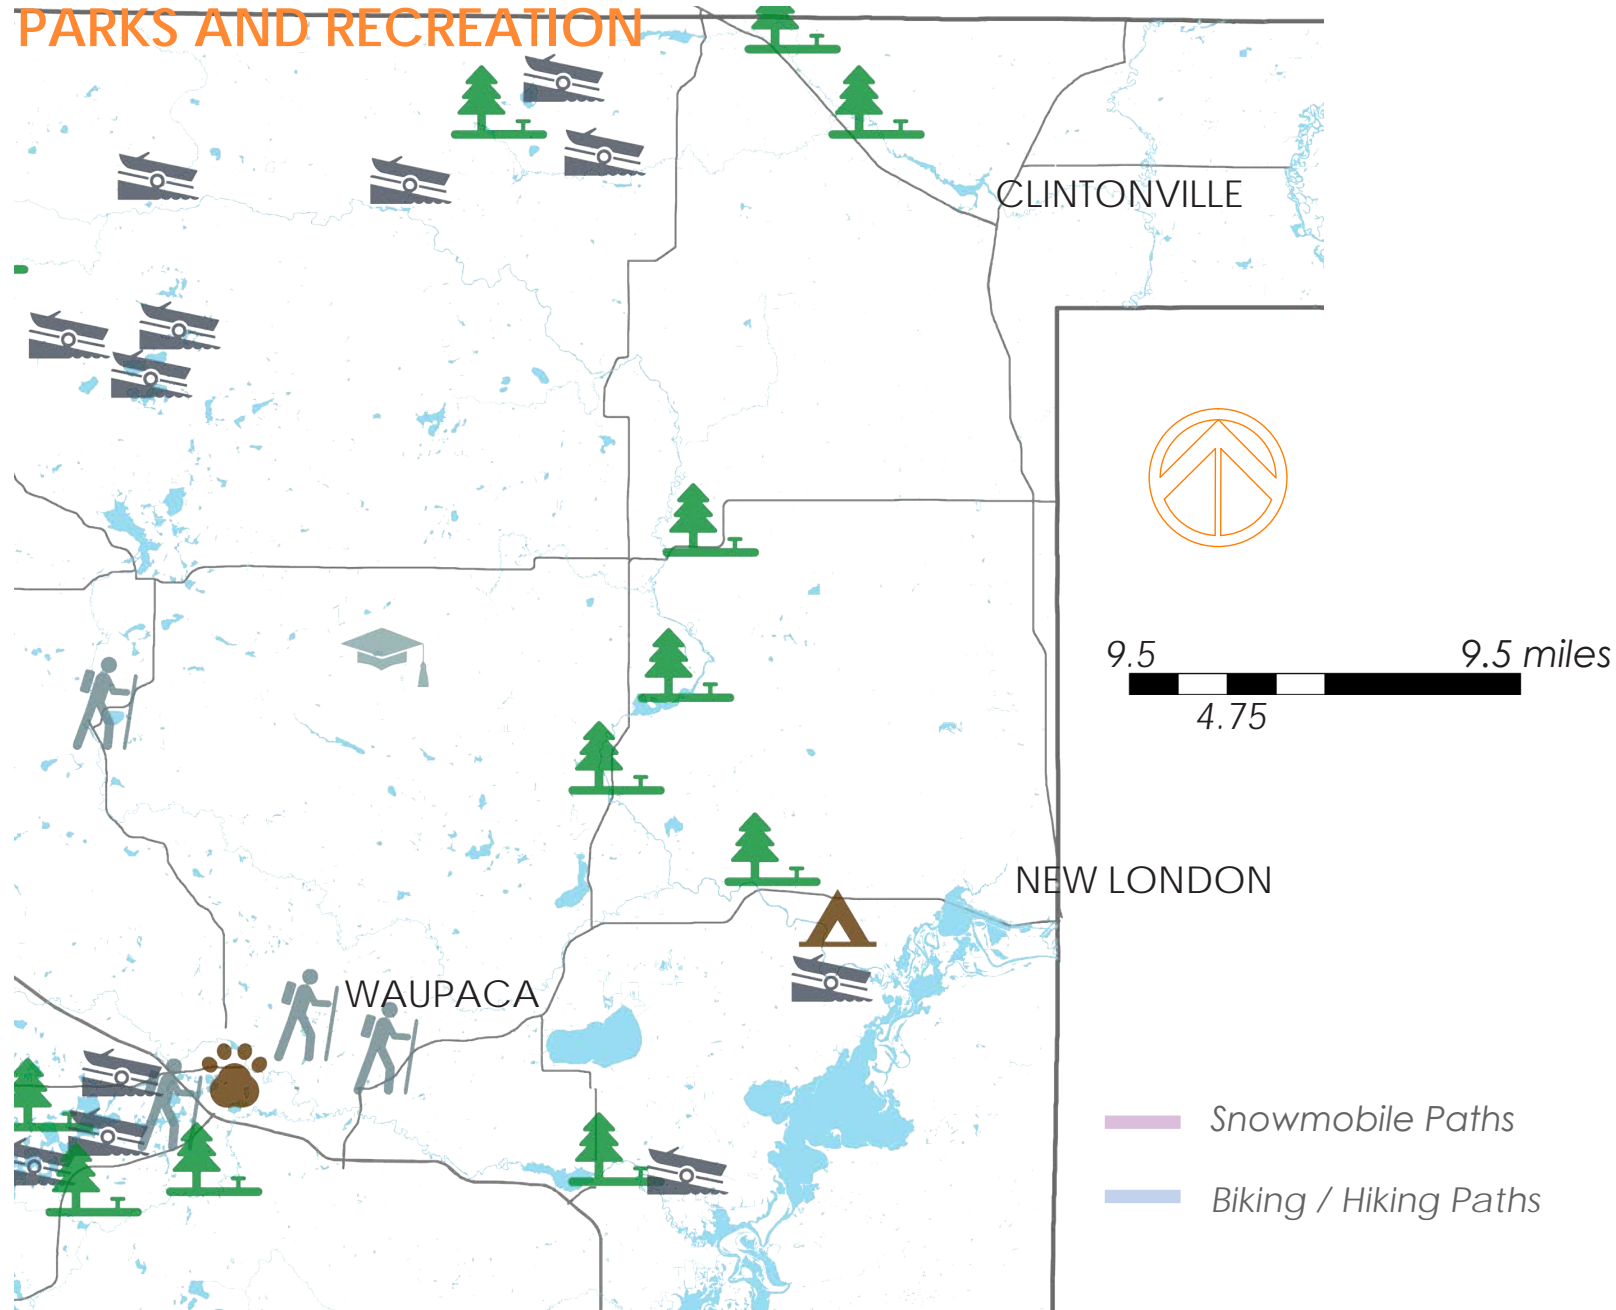 PARKS AND RECREATION
CLINTONVILLE
9.5
9.5 miles
4.75
NEW LONDON
WAUPACA
Snowmobile Paths
Biking / Hiking Paths